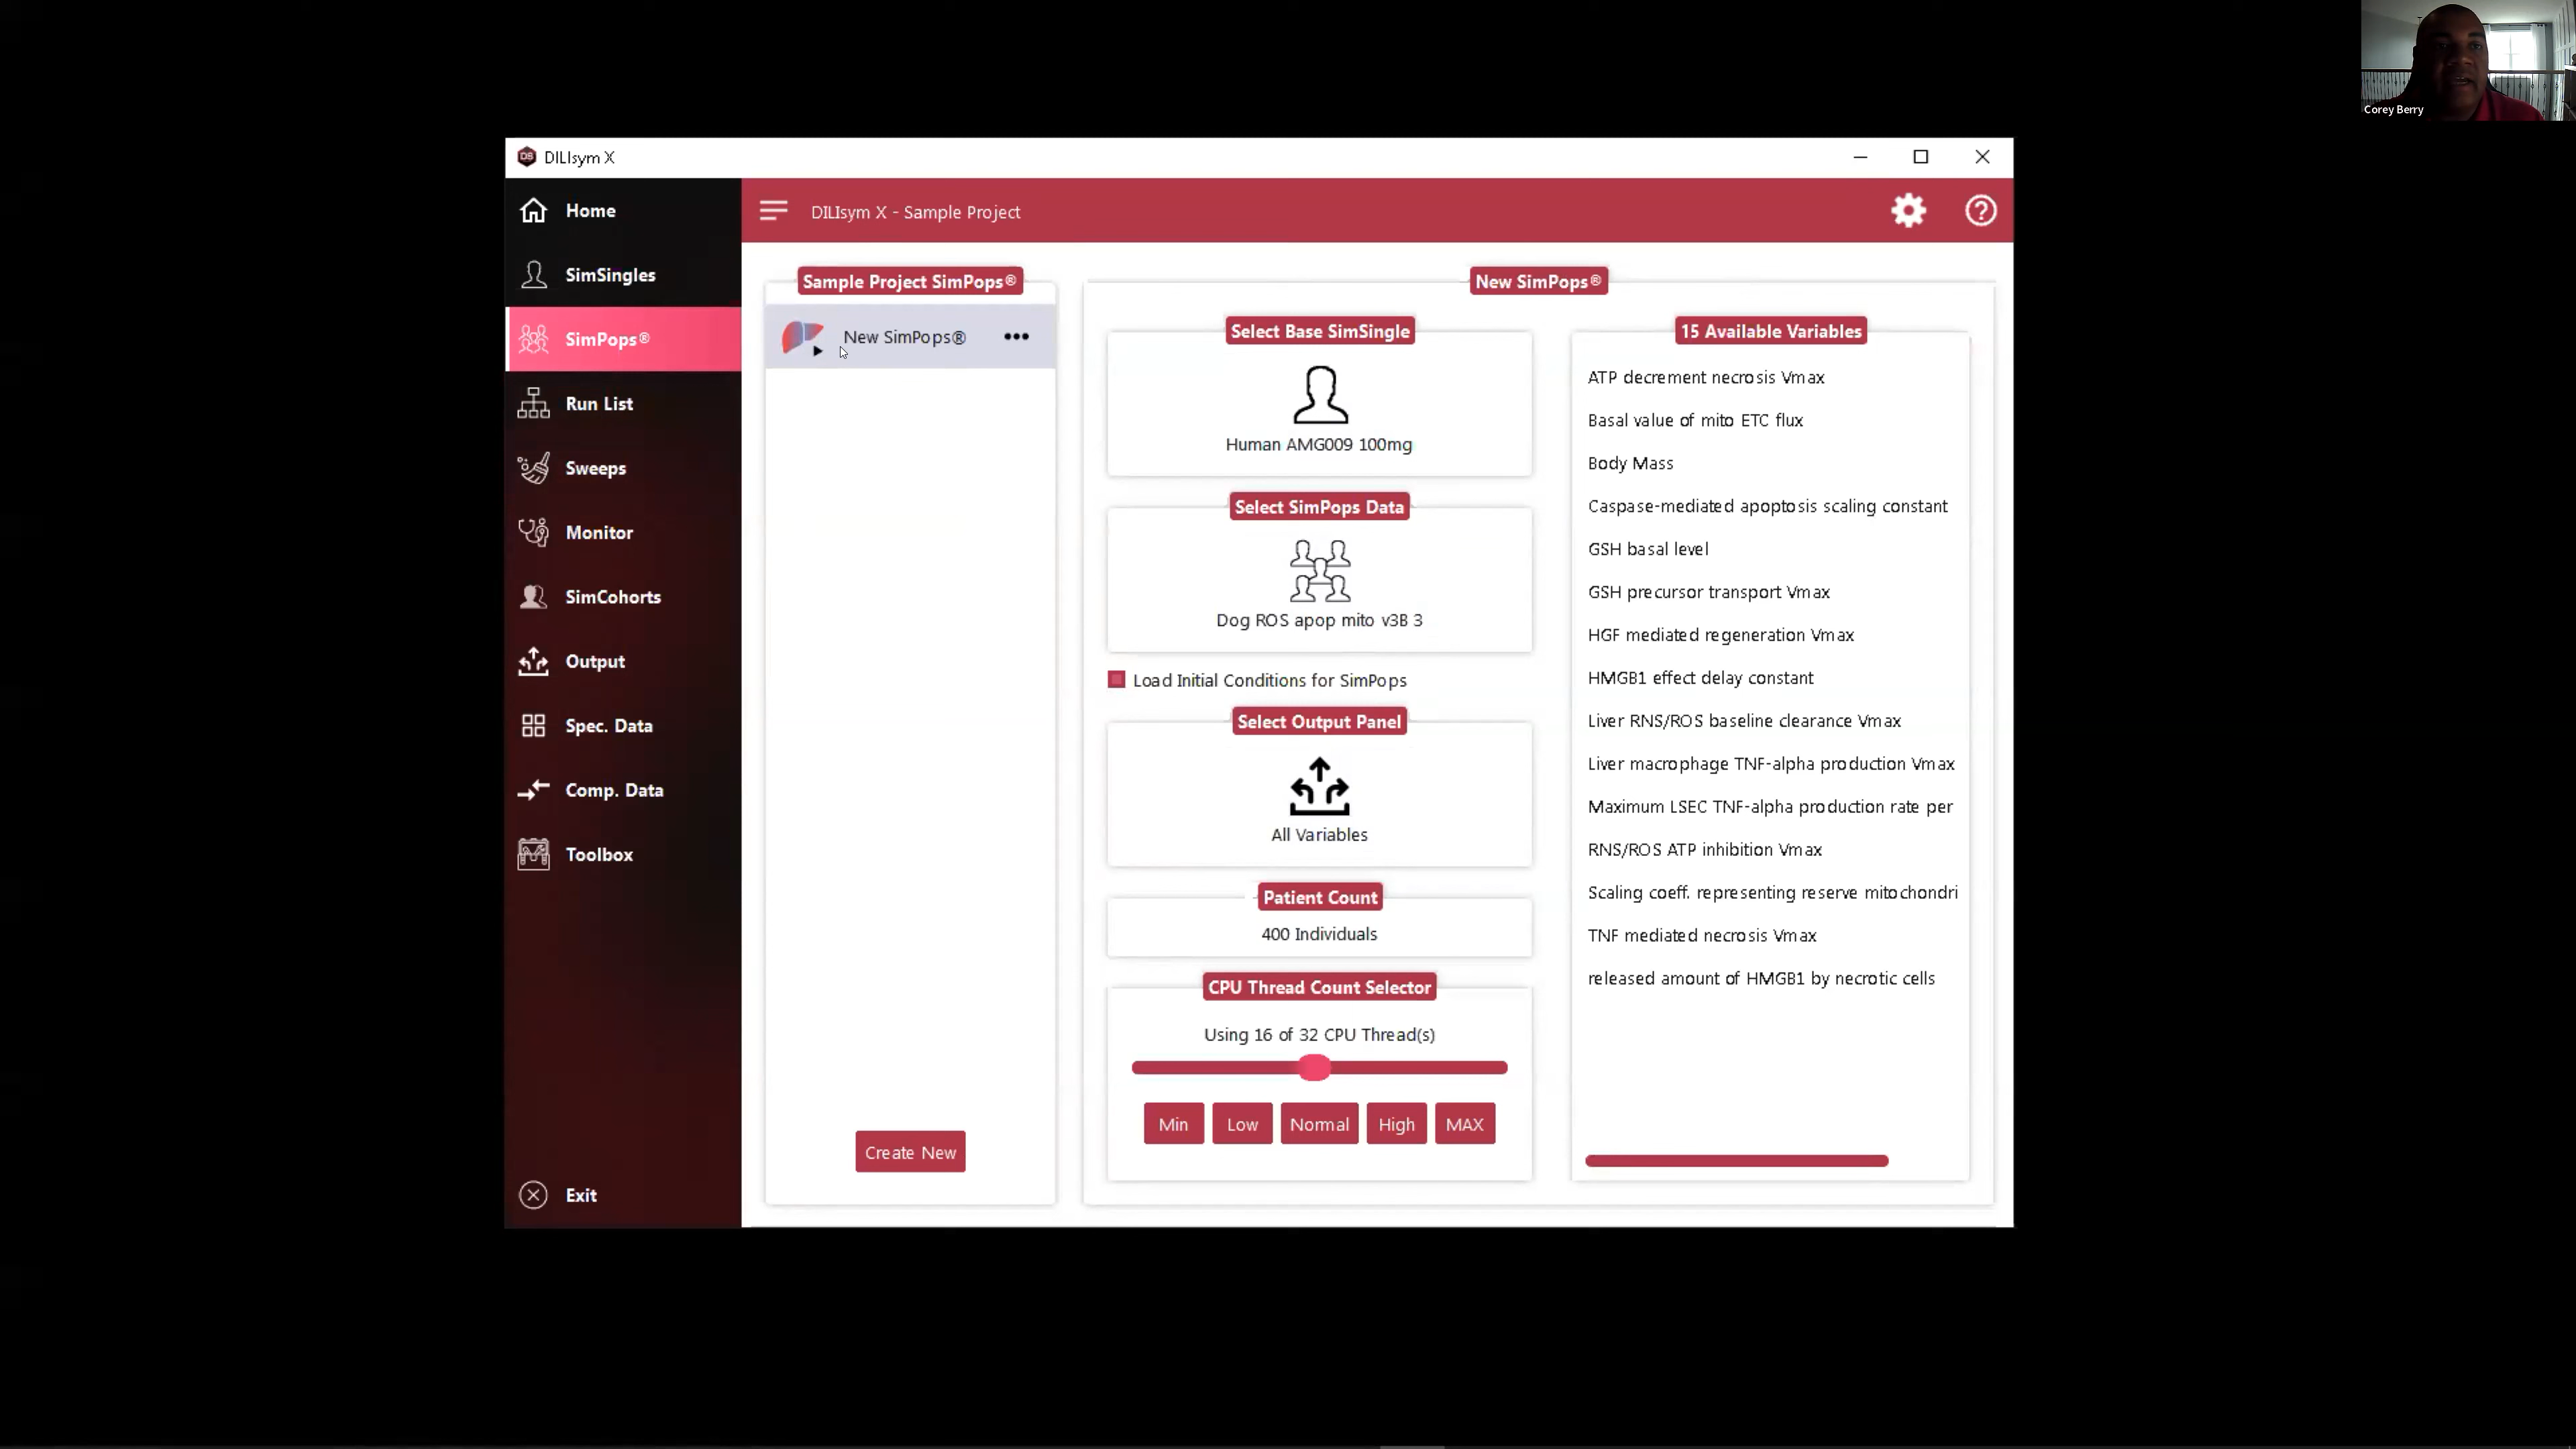 Corey Berry
DILIsym X
Home
SimSingles
SimPops®
Run List
Sweeps
Monitor
SimCohorts
Output
Spec. Data
Comp. Data
Toolbox
Exit
DILIsym X - Sample Project
Sample Project SimPops®
New SimPops®
Create New
New SimPops®
Select Base SimSingle
Human AMG009 100mg
Select SimPops Data
Dog ROS apop mito v3B 3
Load Initial Conditions for SimPops
Select Output Panel
All Variables
Patient Count
400 Individuals
CPU Thread Count Selector
Using 16 of 32 CPU Thread(s)
Min
Low
Normal
High
MAX
15 Available Variables
ATP decrement necrosis Vmax
Basal value of mito ETC flux
Body Mass
Caspase-mediated apoptosis scaling constant
GSH basal level
GSH precursor transport Vmax
HGF mediated regeneration Vmax
HMGB1 effect delay constant
Liver RNS/ROS baseline clearance Vmax
Liver macrophage TNF-alpha production Vmax
Maximum LSEC TNF-alpha production rate per
RNS/ROS ATP inhibition Vmax
Scaling coeff. representing reserve mitochondri
TNF mediated necrosis Vmax
released amount of HMGB1 by necrotic cells